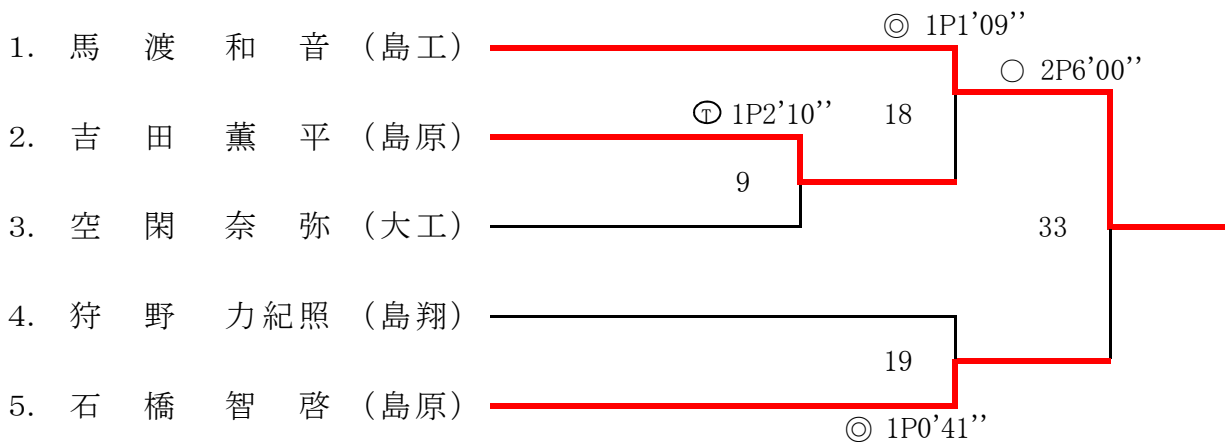 ◎ 1P1’09’’
1. 馬 渡 和 音 (島工)
○ 2P6’00’’
Ⓣ 1P2’10’’
18
2. 吉 田 薫 平 (島原)
9
3. 空 閑 奈 弥 (大工)
33
4. 狩 野 力紀照 (島翔)
19
5. 石 橋 智 啓 (島原)
◎ 1P0’41’’